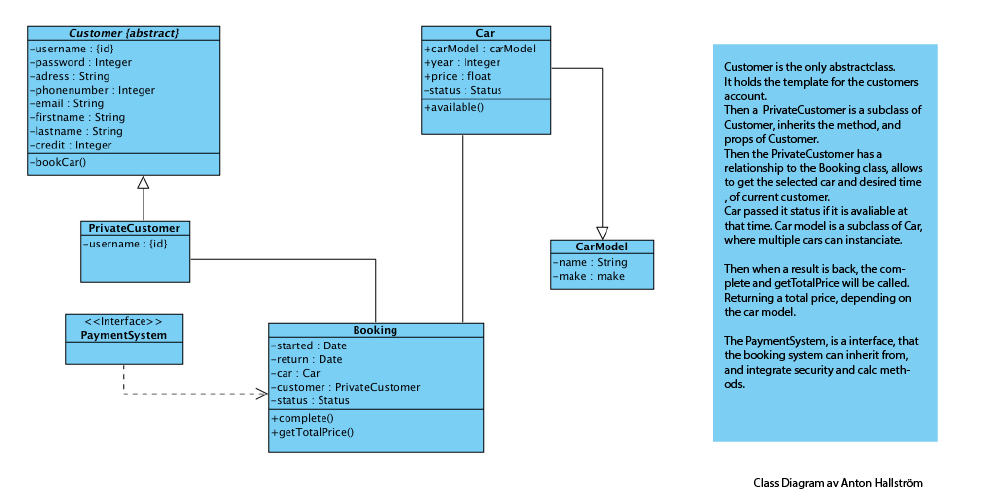 Customer {abstract}
-username : {id}
-password : Integer
-adress : String
-phonenumber : Integer
-email : String
-firstname : String
-lastname : String
-credit : Integer
-bookCar()
PrivateCustomer
-username : {id}
<<Interface>>
PaymentSystem
Car
+carModel : carModel
+year : Integer
+price : float
-status : Status
+available()
CarModel
-name : String
-make : make
Booking
-started : Date
-return : Date
-car : Car
-customer : PrivateCustomer
-status : Status
+complete()
+getTotalPrice()
Customer is the only abstractclass.
It holds the template for the customers
account.
Then a PrivateCustomer is a subclass of
Customer, inherits the method, and
props of Customer.
Then the PrivateCustomer has a
relationship to the Booking class, allows
to get the selected car and desired time
, of current customer.
Car passed it status if it is avaliable at
that time. Car model is a subclass of Car,
where multiple cars can instanciate.
Then when a result is back, the com-
plete and getTotalPrice will be called.
Returning a total price, depending on
the car model.
The PaymentSystem, is a interface, that
the booking system can inherit from,
and integrate security and calc meth-
ods.
Class Diagram av Anton Hallström